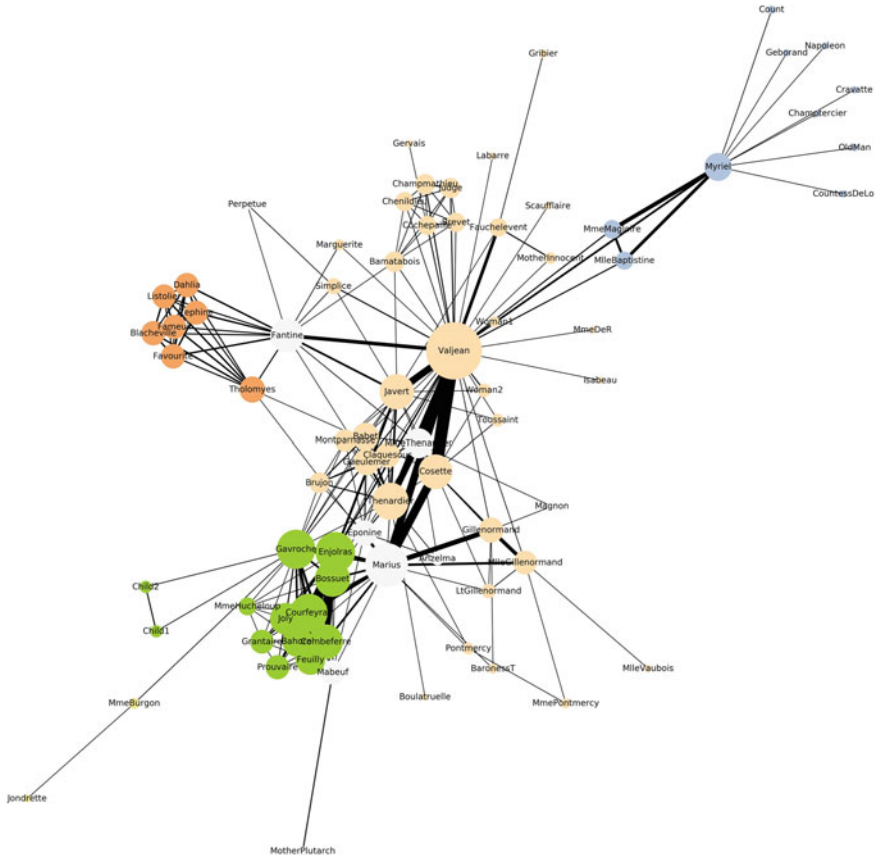 Count
Napoleon
Geborand
Gribier
Cravatte
Champtercier
Gervais
OldMan
Labarre
Myriel
Champmathieu
Judge
Chenildieu
CountessDeLo
Perpetue
Scaufflaire
Cochepaille
Brevet
Fauchelevent
MmeMagloire
Marguerite
MotherInnocent
MlleBaptistine
Bamatabois
Dahlia
Simplice
Listolier
Zephine
Woman1
Fameuil
Blacheville
Fantine
MmeDeR
Valjean
Favourite
Isabeau
Tholomyes
Javert
Woman2
Toussaint
Babet
Montparnasse
MmeThenardier
Claquesous
Gueulemer
Cosette
Brujon
Thenardier
Magnon
Gillenormand
Eponine
Gavroche
Enjolras
Anzelma
MlleGillenormand
Marius
Bossuet
Child2
LtGillenormand
MmeHucheloup
Courfeyrac
Joly
Child1
Grantaire
Bahorel
Combeferre
Pontmercy
Feuilly
Prouvaire
BaronessT
MlleVaubois
Mabeuf
Boulatruelle
MmeBurgon
MmePontmercy
Jondrette
MotherPlutarch